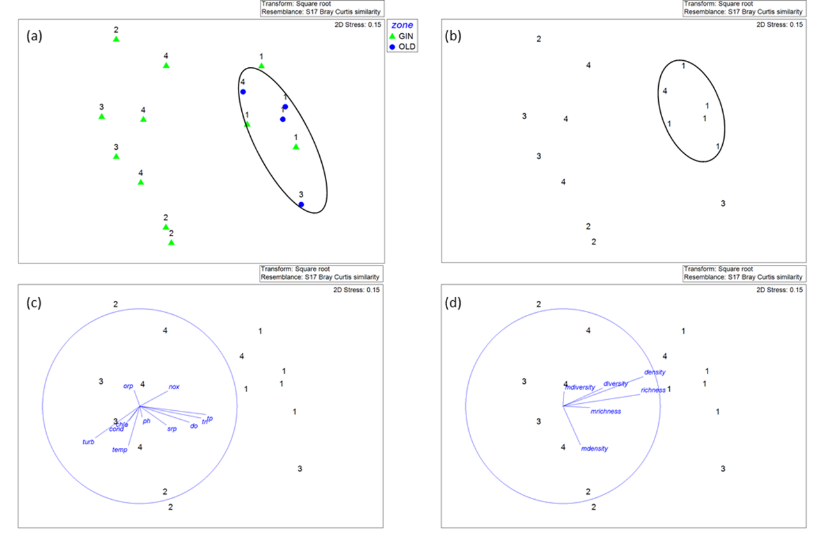 Transform: Square root
Resemblance: S17 Bray Curtis similarity
2D Stress: 0.15
(a)
zone
GIN
OLD
2
4
1
4
1
1
3
4
1
3
1
4
3
2
2
Transform: Square root
Resemblance: S17 Bray Curtis similarity
2D Stress: 0.15
(b)
2
4
1
4
1
3
4
1
1
3
1
4
3
2
2
Transform: Square root
Resemblance: S17 Bray Curtis similarity
2D Stress: 0.15
(c)
2
4
1
4
1
3
orp
4
nox
1
1
1
3
ph
srp
do
tp
cond
turb
temp
4
3
2
2
Transform: Square root
Resemblance: S17 Bray Curtis similarity
2D Stress: 0.15
(d)
2
4
1
4
density
1
3
4
mdiversity
diversity
richness
1
1
mrichness
1
3
4
mdensity
3
2
2